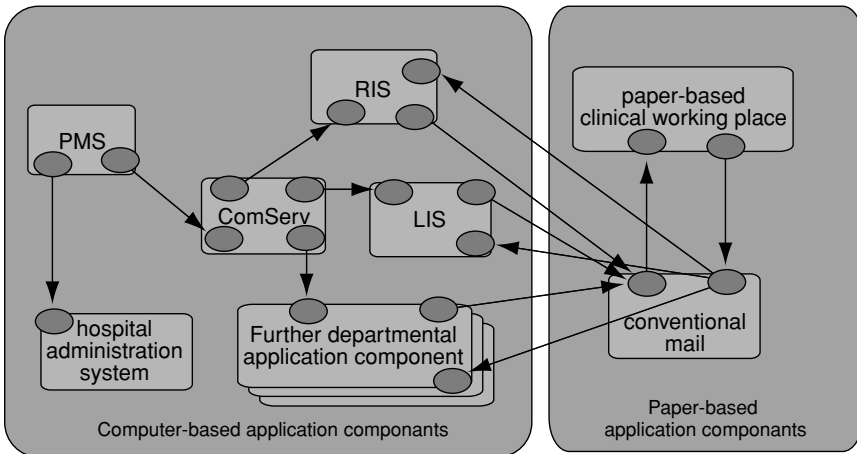 RIS
PMS
ComServ
LIS
hospital
administration
system
Further departmental
application component
Computer-based application componants
paper-based
clinical working place
conventional
mail
Paper-based
application components